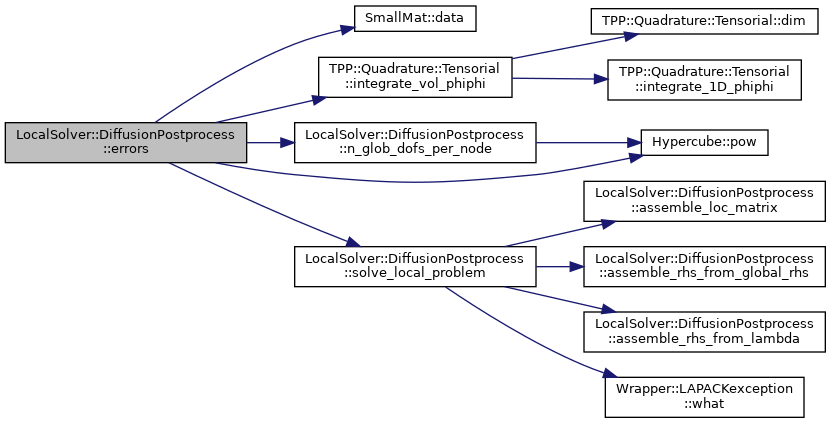 SmallMat::data
TPP::Quadrature::Tensorial::dim
TPP::Quadrature::Tensorial
::integrate_vol_phiphi
TPP::Quadrature::Tensorial
::integrate_1D_phiphi
LocalSolver::DiffusionPostprocess
::errors
LocalSolver::DiffusionPostprocess
::n_glob_dofs_per_node
Hypercube::pow
LocalSolver::DiffusionPostprocess
::assemble_loc_matrix
LocalSolver::DiffusionPostprocess
::solve_local_problem
LocalSolver::DiffusionPostprocess
::assemble_rhs_from_global_rhs
LocalSolver::DiffusionPostprocess
::assemble_rhs_from_lambda
Wrapper::LAPACKexception
::what